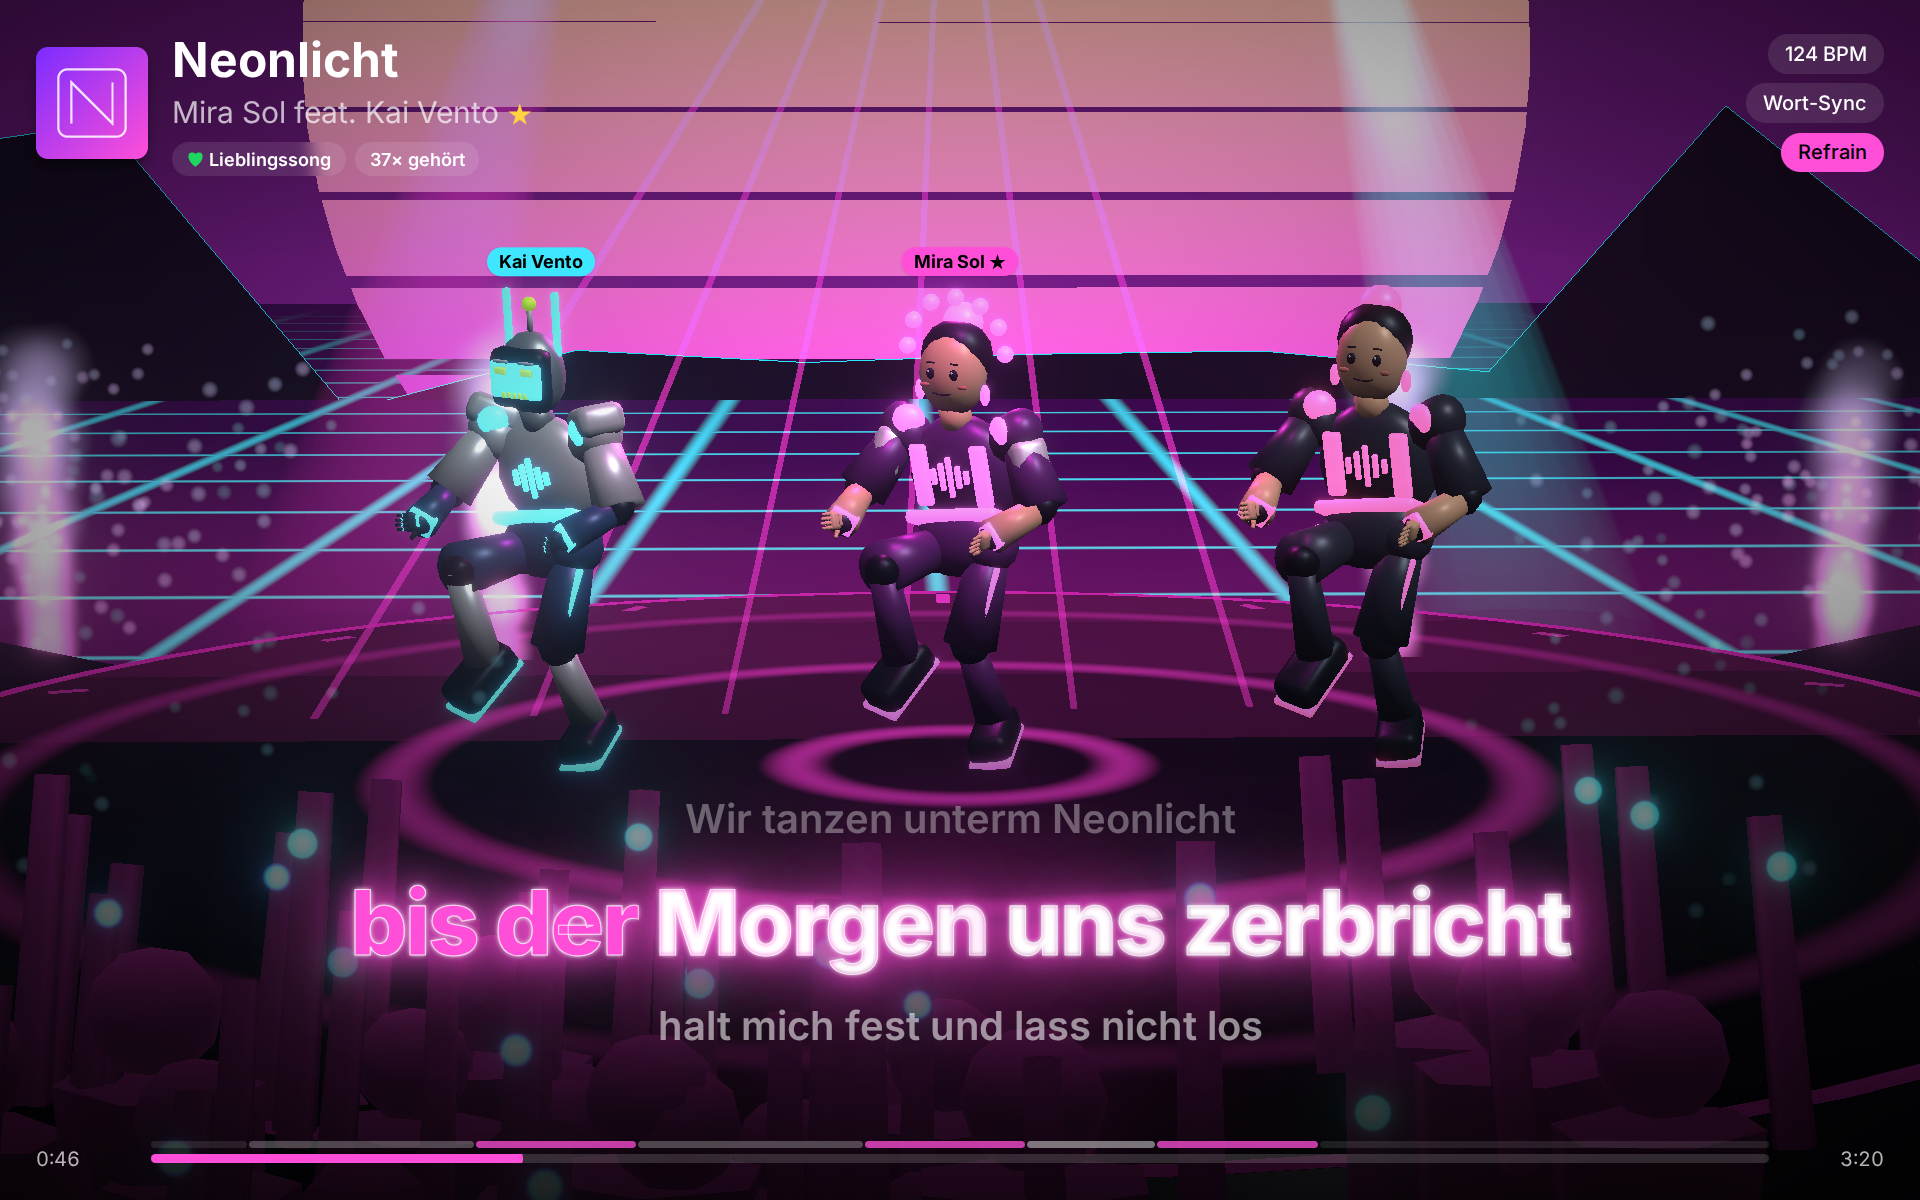 N
Neonlicht
Mira Sol feat. Kai Vento ★
Lieblingssong
37× gehört
124 BPM
Wort-Sync
Refrain
Kai Vento
Mira Sol ★
Wir tanzen unterm Neonlicht
bis der Morgen uns zerbricht
halt mich fest und lass nicht los
0:46
3:20